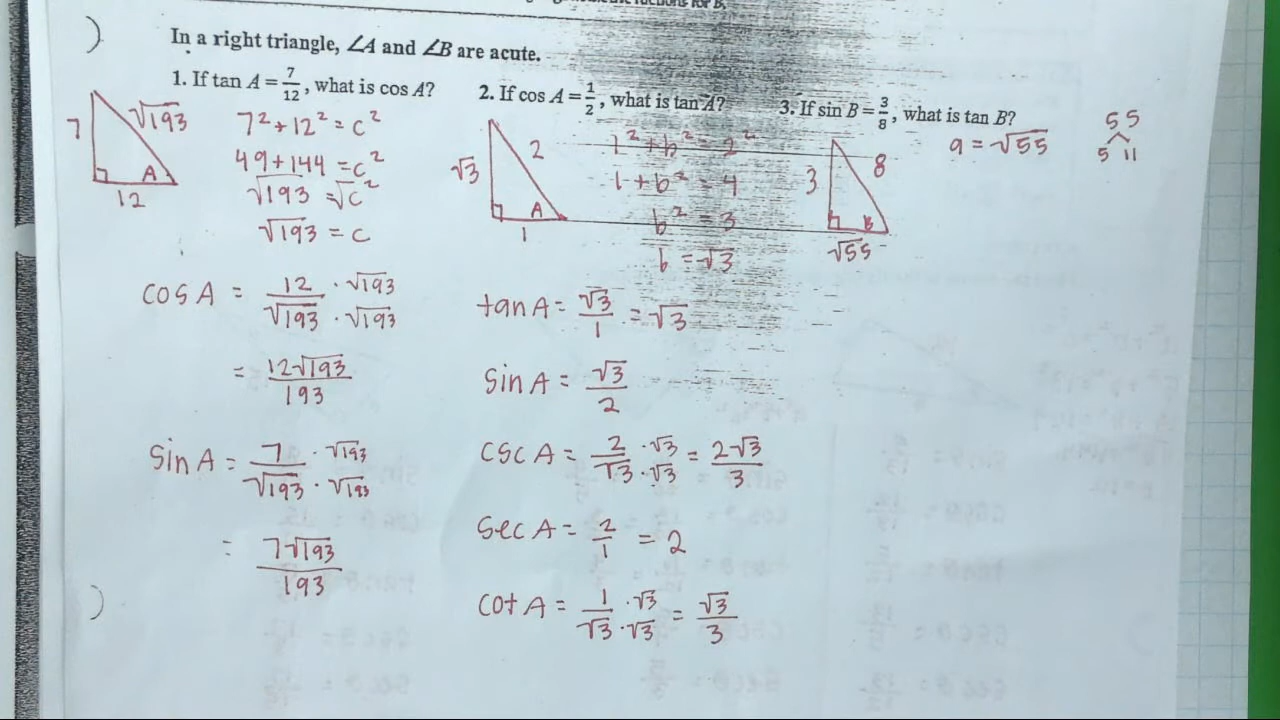 In a right triangle, ∠A and ∠B are acute.
1. If tan A = 7/12, what is cos A?
7
√193
A
12
7² + 12² = c²
49 + 144 = c²
√193 = √c²
√193 = c
cos A = 12/√193 · √193/√193
= 12√193/193
sin A = 7/√193 · √193/√193
= 7√193/193
2. If cos A = 1/2, what is tan A?
√3
2
A
1
1² + b² = 2²
1 + b² = 4
b² = 3
b = √3
tan A = √3/1 = √3
sin A = √3/2
csc A = 2/√3 · √3/√3 = 2√3/3
sec A = 2/1 = 2
cot A = 1/√3 · √3/√3 = √3/3
3. If sin B = 3/8, what is tan B?
3
8
B
√55
a = √55
55
5 11